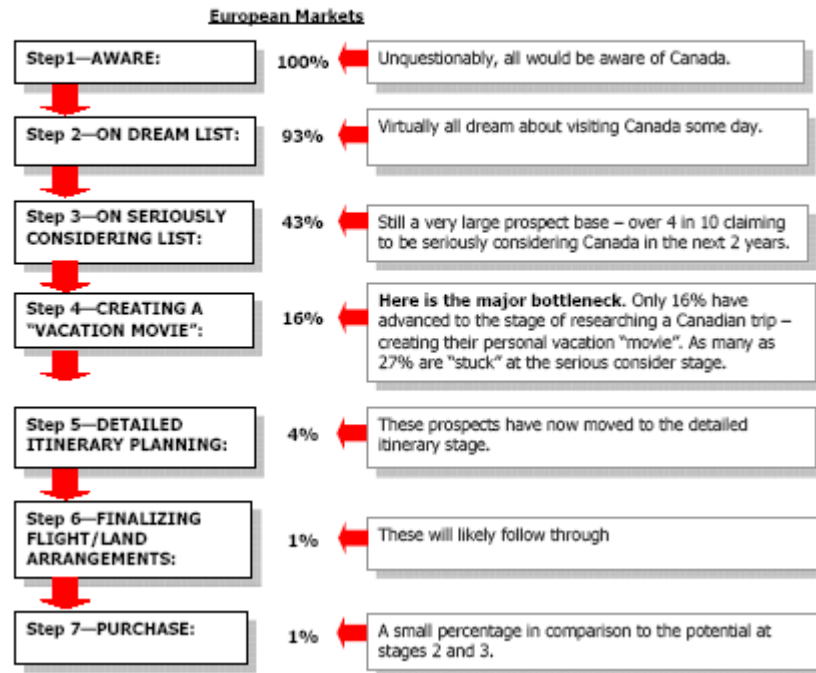 European Markets
Step1—AWARE:
100%
Unquestionably, all would be aware of Canada.
Step 2—ON DREAM LIST:
93%
Virtually all dream about visiting Canada some day.
Step 3—ON SERIOUSLY
CONSIDERING LIST:
43%
Still a very large prospect base – over 4 in 10 claiming
to be seriously considering Canada in the next 2 years.
Step 4—CREATING A
“VACATION MOVIE”:
16%
Here is the major bottleneck. Only 16% have
advanced to the stage of researching a Canadian trip –
creating their personal vacation “movie”. As many as
27% are “stuck” at the serious consider stage.
Step 5—DETAILED
ITINERARY PLANNING:
4%
These prospects have now moved to the detailed
itinerary stage.
Step 6—FINALIZING
FLIGHT/LAND
ARRANGEMENTS:
1%
These will likely follow through
Step 7—PURCHASE:
1%
A small percentage in comparison to the potential at
stages 2 and 3.